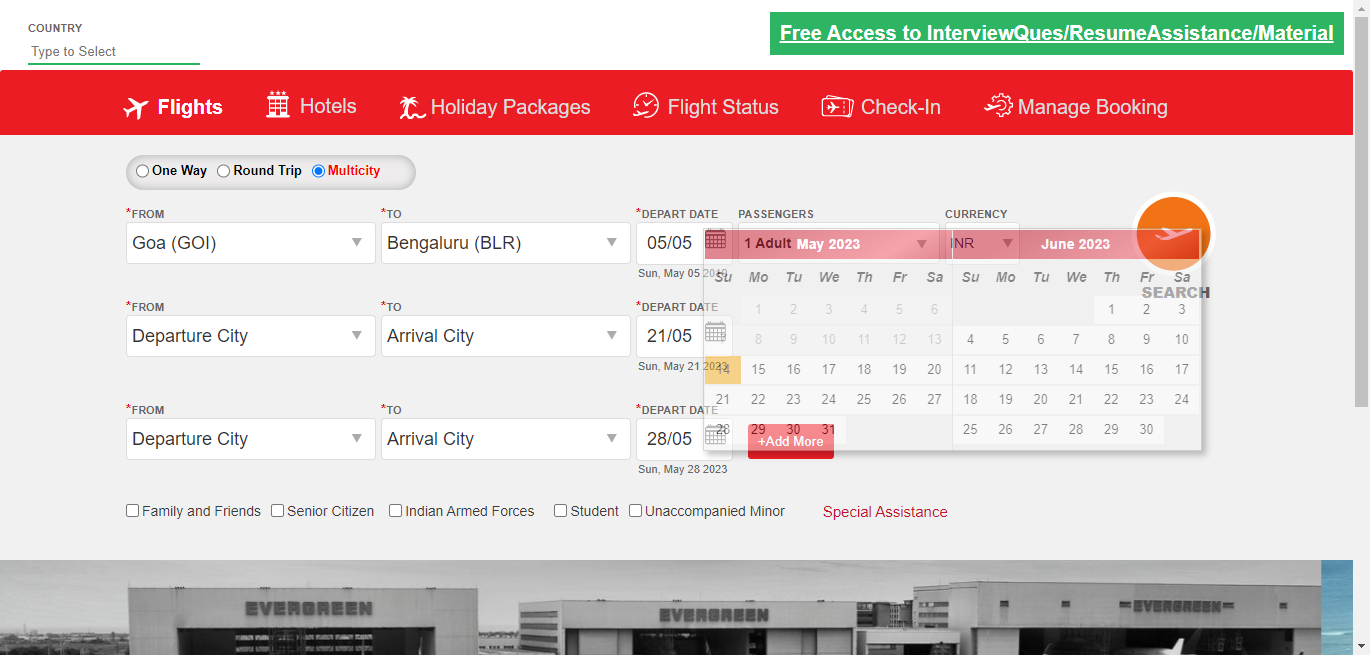 COUNTRY
Type to Select
Free Access to InterviewQues/ResumeAssistance/Material
Flights Hotels Holiday Packages Flight Status Check-In Manage Booking
One Way Round Trip Multicity
*FROM *TO *DEPART DATE PASSENGERS CURRENCY
Goa (GOI) Bengaluru (BLR) 05/05 1 Adult INR
Sun, May 05 2019
SEARCH
May 2023 June 2023
Su Mo Tu We Th Fr Sa Su Mo Tu We Th Fr Sa
1 2 3 4 5 6 1 2 3
8 9 10 11 12 13 4 5 6 7 8 9 10
14 15 16 17 18 19 20 11 12 13 14 15 16 17
21 22 23 24 25 26 27 18 19 20 21 22 23 24
28 29 30 31 25 26 27 28 29 30
*FROM *TO *DEPART DATE
Departure City Arrival City 21/05
Sun, May 21 2023
*FROM *TO *DEPART DATE
Departure City Arrival City 28/05
+Add More
Sun, May 28 2023
Family and Friends Senior Citizen Indian Armed Forces Student Unaccompanied Minor Special Assistance
EVERGREEN EVERGREEN EVERGREEN